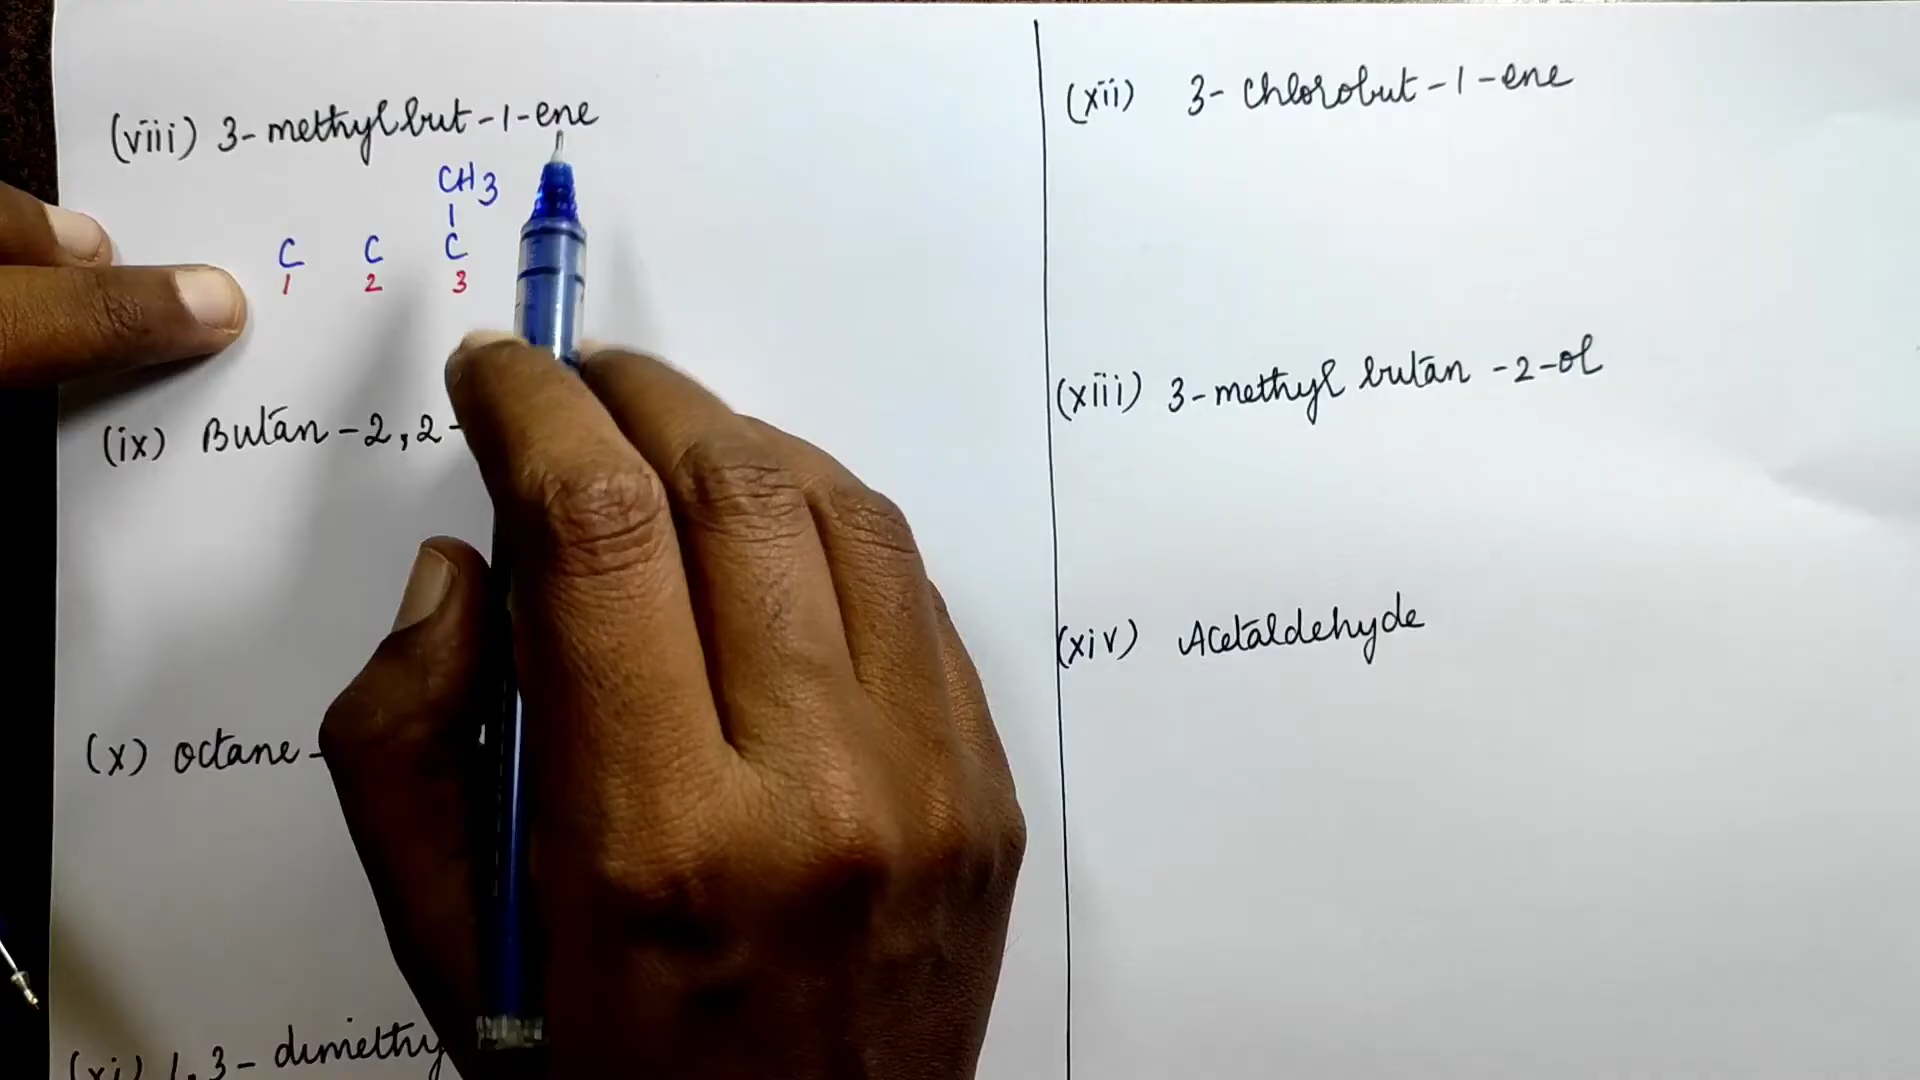 (viii) 3-methylbut-1-ene
CH3
C C C
1 2 3
(ix) Butan-2,2-
(x) octane-
(xi) 1,3-dimethy
(xii) 3-chlorobut-1-ene
(xiii) 3-methyl butan-2-ol
(xiv) Acetaldehyde